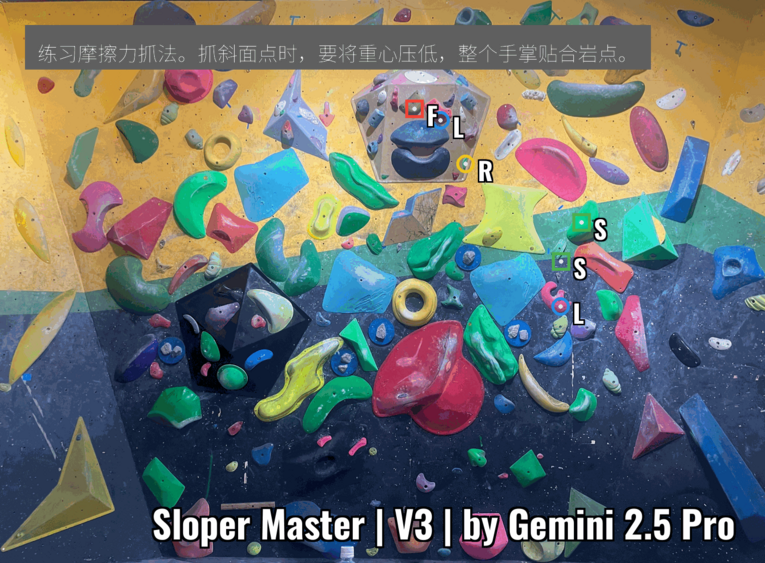 练习摩擦力抓法。抓斜面点时，要将重心压低，整个手掌贴合岩点。
F
L
R
S
S
L
Sloper Master | V3 | by Gemini 2.5 Pro